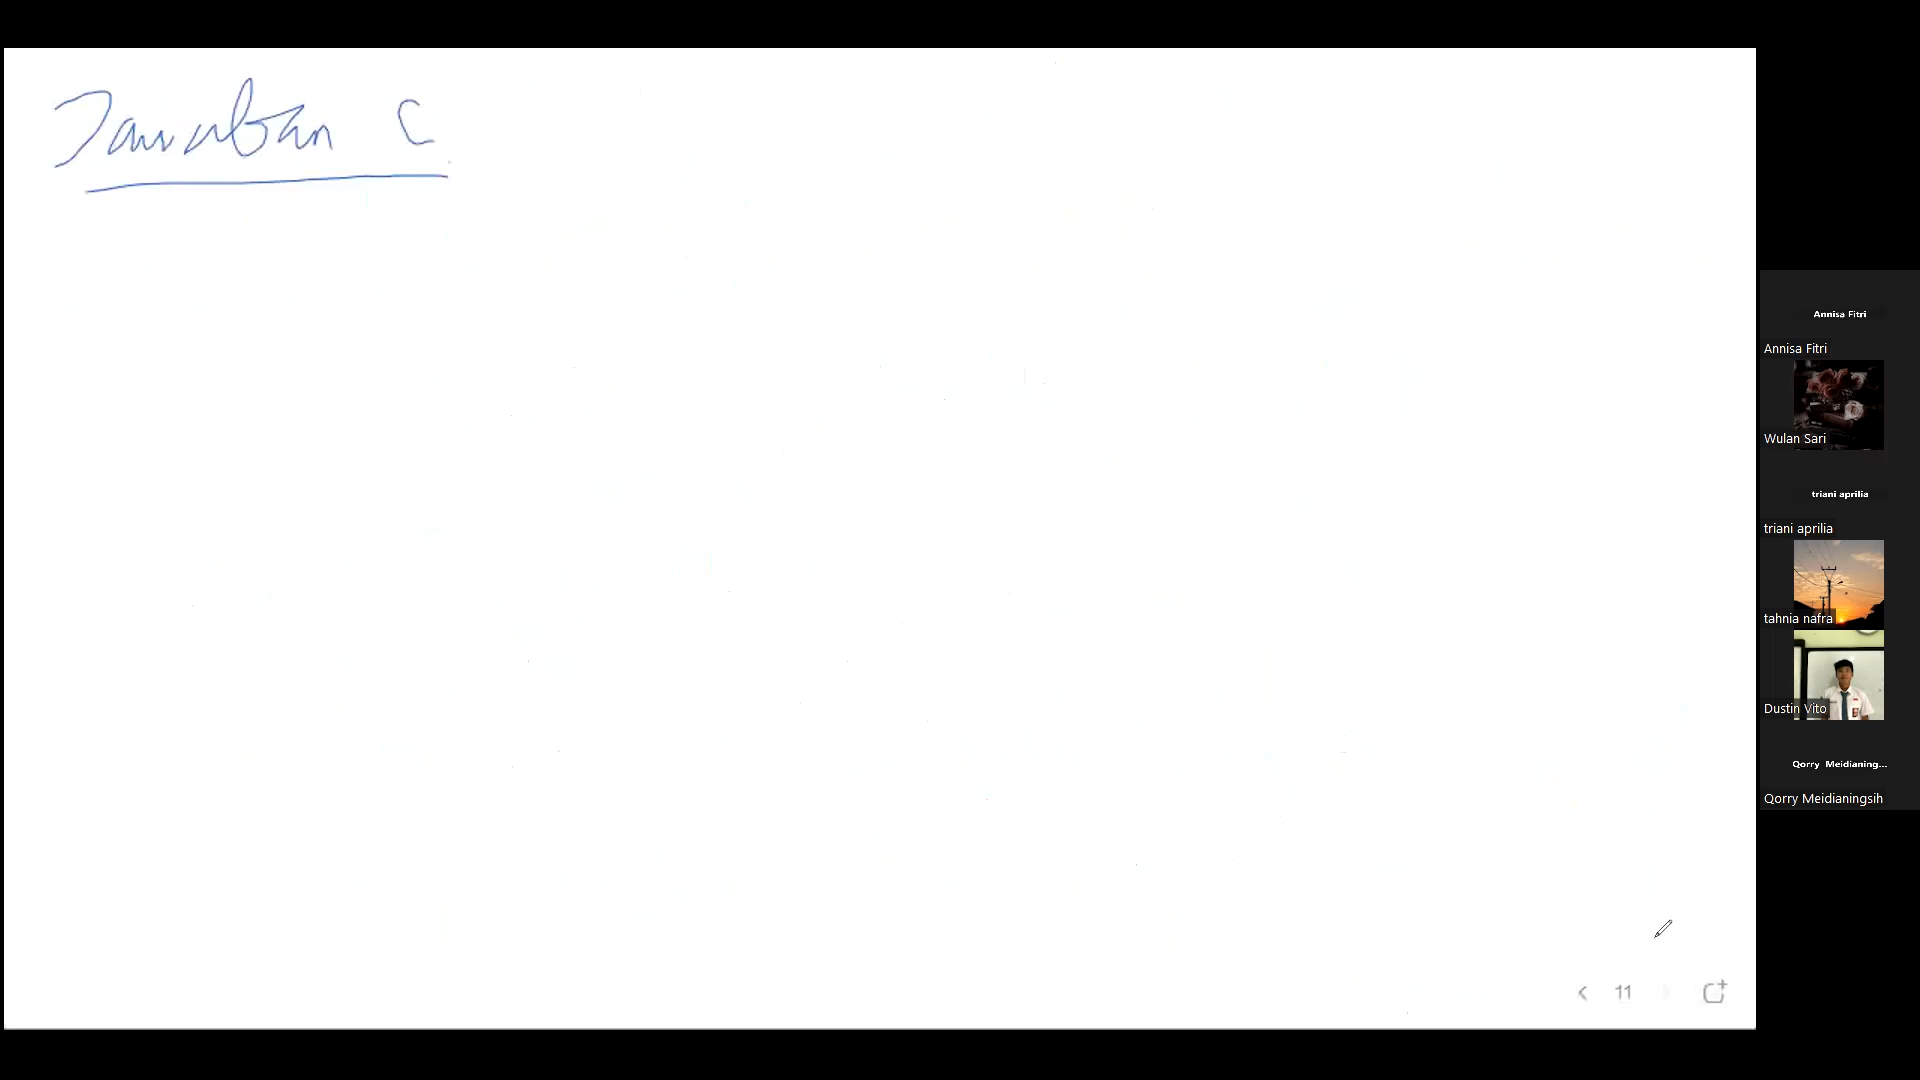 Jawaban C
Annisa Fitri
Annisa Fitri
Wulan Sari
triani aprilia
triani aprilia
tahnia nafra
Dustin Vito
Qorry Meidianing...
Qorry Meidianingsih
< 11